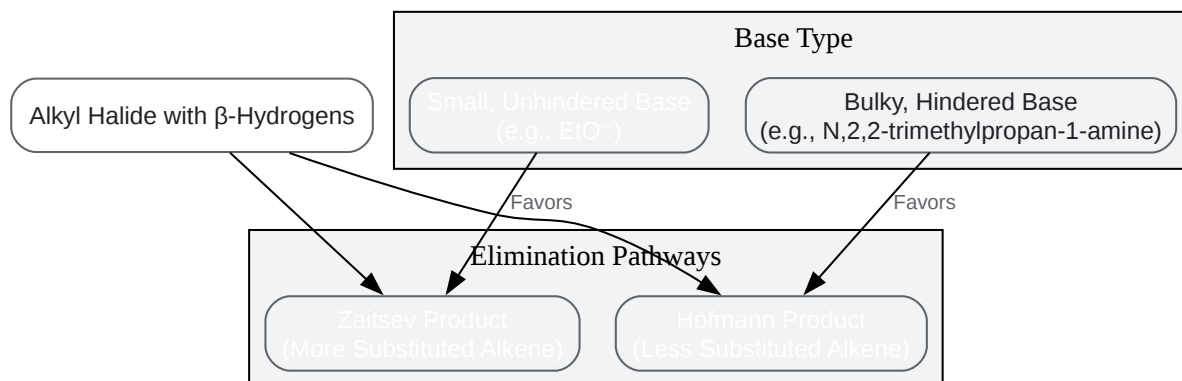 Base Type
Alkyl Halide with β-Hydrogens
Small, Unhindered Base
(e.g., EtO⁻)
Bulky, Hindered Base
(e.g., N,2,2-trimethylpropan-1-amine)
Favors
Favors
Elimination Pathways
Zaitsev Product
(More Substituted Alkene)
Hofmann Product
(Less Substituted Alkene)